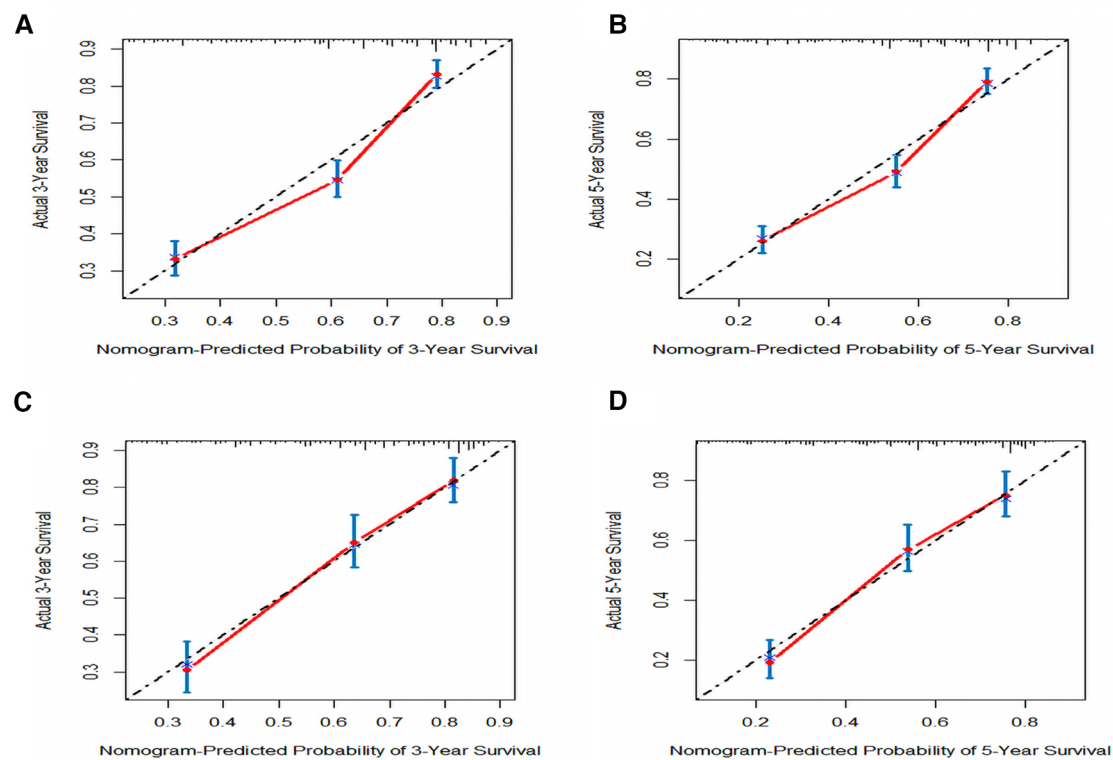 A
0.9
0.8
0.7
0.6
0.5
0.4
0.3
Actual 3-Year Survival
0.3 0.4 0.5 0.6 0.7 0.8 0.9
Nomogram-Predicted Probability of 3-Year Survival
B
0.8
0.6
0.4
0.2
Actual 5-Year Survival
0.2 0.4 0.6 0.8
Nomogram-Predicted Probability of 5-Year Survival
C
0.9
0.8
0.7
0.6
0.5
0.4
0.3
Actual 3-Year Survival
0.3 0.4 0.5 0.6 0.7 0.8 0.9
Nomogram-Predicted Probability of 3-Year Survival
D
0.8
0.6
0.4
0.2
Actual 5-Year Survival
0.2 0.4 0.6 0.8
Nomogram-Predicted Probability of 5-Year Survival